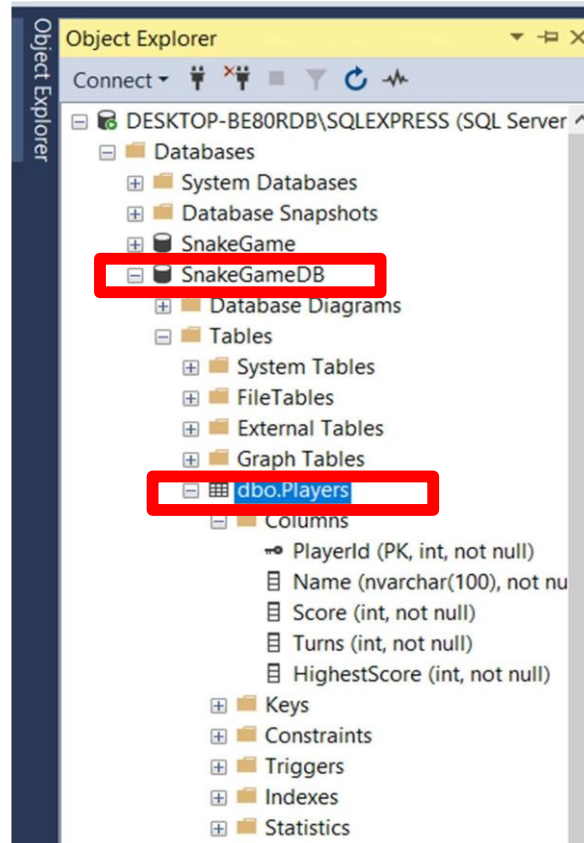 Object Explorer
Object Explorer
Connect
DESKTOP-BE80RDB\SQLEXPRESS (SQL Server
Databases
System Databases
Database Snapshots
SnakeGame
SnakeGameDB
Database Diagrams
Tables
System Tables
FileTables
External Tables
Graph Tables
dbo.Players
Columns
PlayerId (PK, int, not null)
Name (nvarchar(100), not nu
Score (int, not null)
Turns (int, not null)
HighestScore (int, not null)
Keys
Constraints
Triggers
Indexes
Statistics